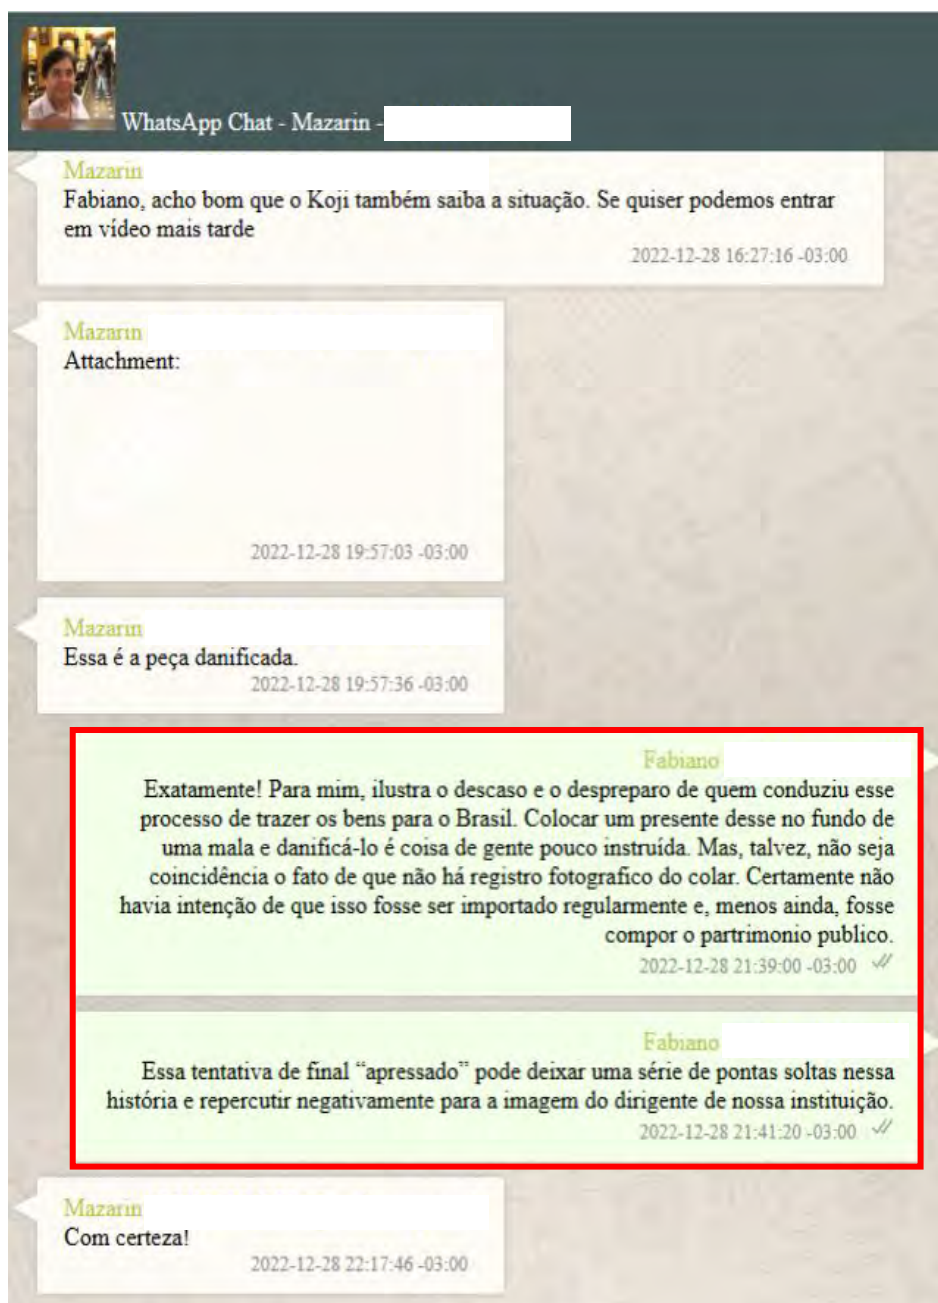 WhatsApp Chat - Mazarin -
Mazarin
Fabiano, acho bom que o Koji também saiba a situação. Se quiser podemos entrar
em vídeo mais tarde
2022-12-28 16:27:16 -03:00
Mazarin
Attachment:
2022-12-28 19:57:03 -03:00
Mazarin
Essa é a peça danificada.
2022-12-28 19:57:36 -03:00
Fabiano
Exatamente! Para mim, ilustra o descaso e o despreparo de quem conduziu esse
processo de trazer os bens para o Brasil. Colocar um presente desse no fundo de
uma mala e danificá-lo é coisa de gente pouco instruída. Mas, talvez, não seja
coincidência o fato de que não há registro fotografico do colar. Certamente não
havia intenção de que isso fosse ser importado regularmente e, menos ainda, fosse
compor o partrimonio publico.
2022-12-28 21:39:00 -03:00
Fabiano
Essa tentativa de final “apressado” pode deixar uma série de pontas soltas nessa
história e repercutir negativamente para a imagem do dirigente de nossa instituição.
2022-12-28 21:41:20 -03:00
Mazarin
Com certeza!
2022-12-28 22:17:46 -03:00